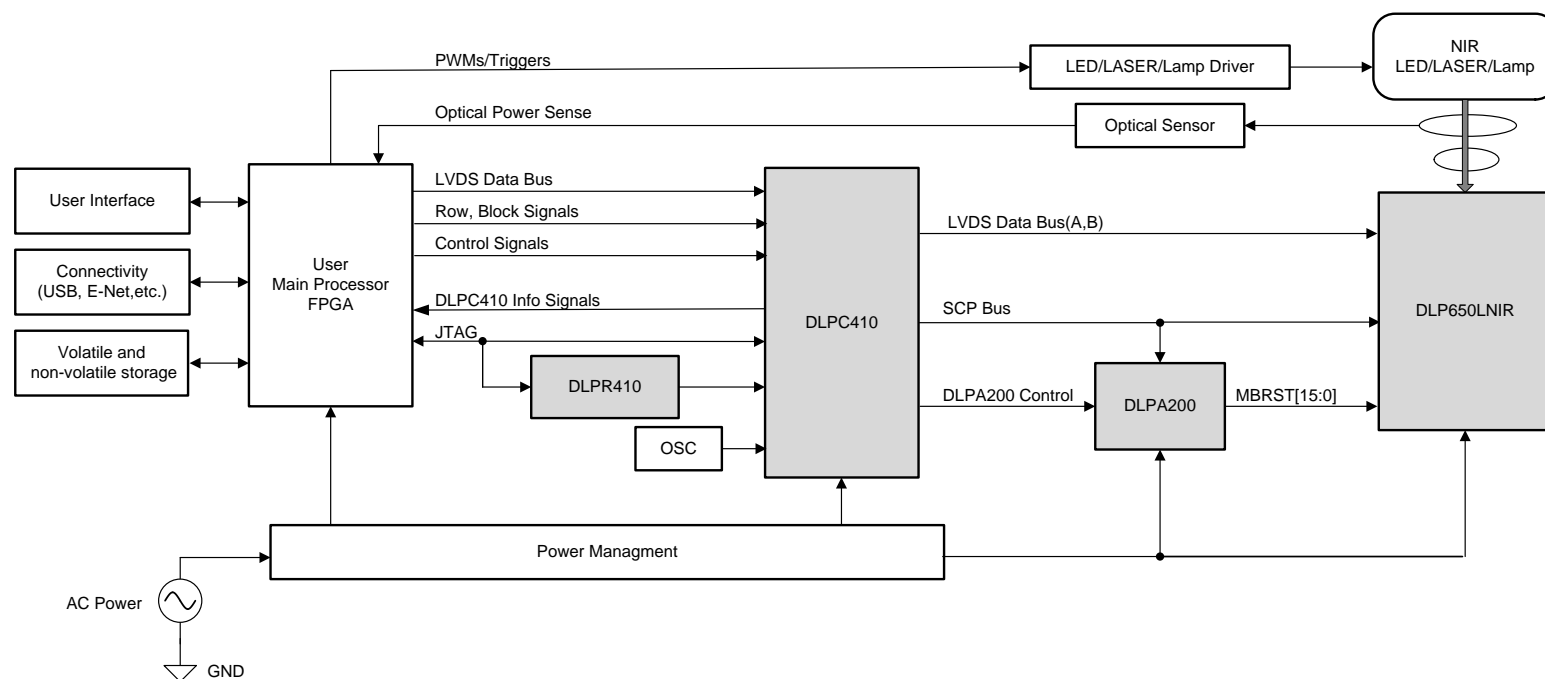 PWMs/Triggers
LED/LASER/Lamp Driver
NIR
LED/LASER/Lamp
Optical Power Sense
Optical Sensor
User Interface
Connectivity
(USB, E-Net,etc.)
Volatile and
non-volatile storage
User
Main Processor
FPGA
LVDS Data Bus
Row, Block Signals
Control Signals
DLPC410 Info Signals
JTAG
DLPR410
OSC
DLPC410
LVDS Data Bus(A,B)
SCP Bus
DLPA200 Control
DLPA200
MBRST[15:0]
DLP650LNIR
Power Managment
AC Power
GND